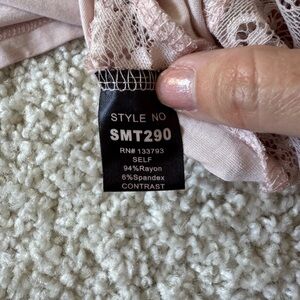 STYLE NO
SMT290
RN# 133793
SELF
94%Rayon
6%Spandex
CONTRAST